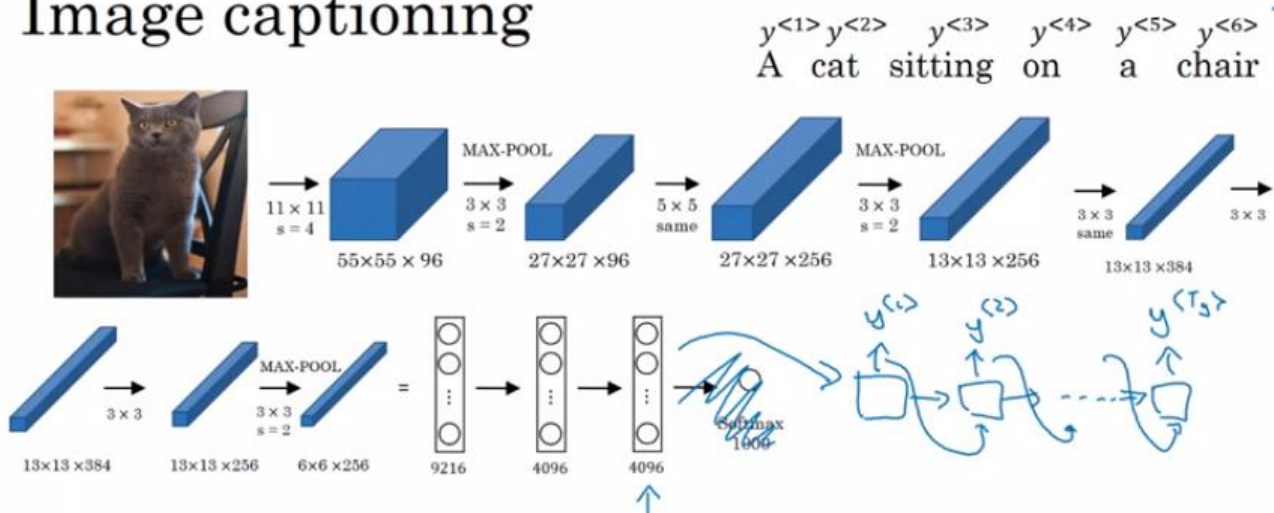 Image captioning
y<1> y<2> y<3> y<4> y<5> y<6>
A cat sitting on a chair
MAX-POOL
MAX-POOL
11 × 11
s = 4
3 × 3
s = 2
5 × 5
same
3 × 3
s = 2
3 × 3
same
3 × 3
55×55 × 96
27×27 ×96
27×27 ×256
13×13 ×256
13×13 ×384
y<1>
y<2>
y<Ty>
MAX-POOL
3 × 3
3 × 3
s = 2
=
Softmax
1000
13×13 ×384
13×13 ×256
6×6 ×256
9216
4096
4096